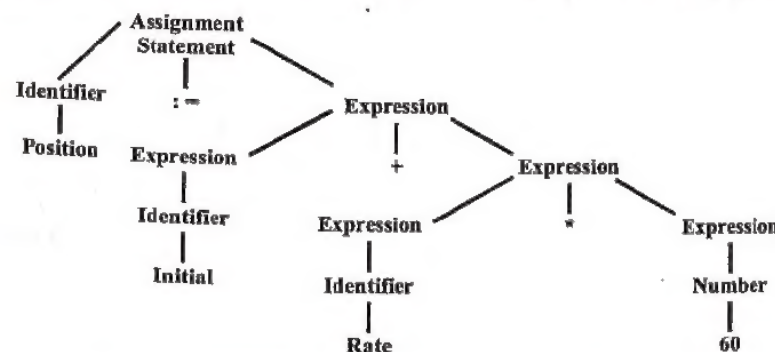 Assignment
Statement
Identifier
:=
Expression
Position
Expression
+
Expression
Identifier
Expression
*
Expression
Initial
Identifier
Number
Rate
60